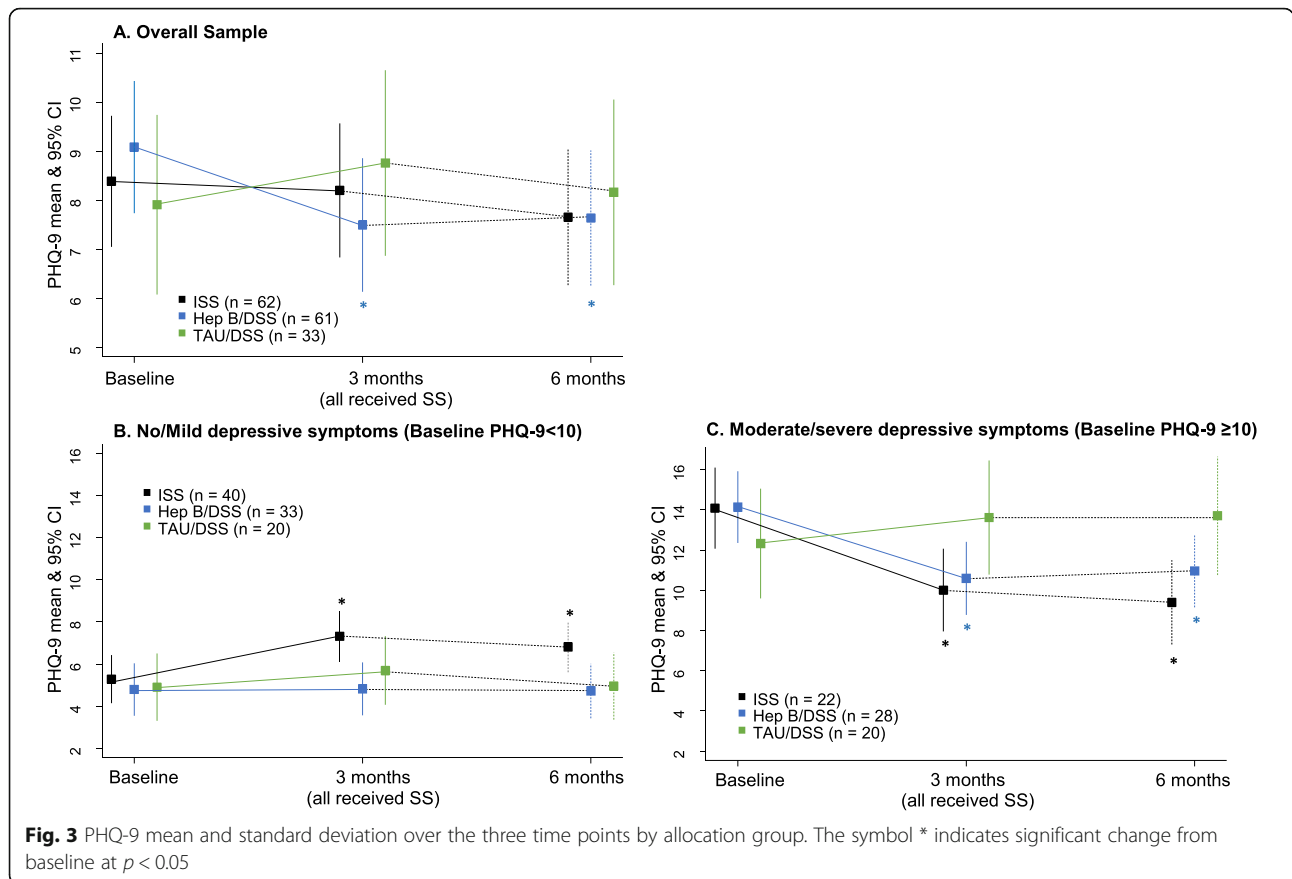 A. Overall Sample
PHQ-9 mean & 95% CI
11
10
9
8
7
6
5
ISS (n = 62)
Hep B/DSS (n = 61)
TAU/DSS (n = 33)
*
*
Baseline
3 months
(all received SS)
6 months
B. No/Mild depressive symptoms (Baseline PHQ-9<10)
PHQ-9 mean & 95% CI
16
14
12
10
8
6
4
2
ISS (n = 40)
Hep B/DSS (n = 33)
TAU/DSS (n = 20)
*
*
Baseline
3 months
(all received SS)
6 months
C. Moderate/severe depressive symptoms (Baseline PHQ-9 ≥10)
PHQ-9 mean & 95% CI
16
14
12
10
8
6
4
2
*
*
*
*
ISS (n = 22)
Hep B/DSS (n = 28)
TAU/DSS (n = 20)
Baseline
3 months
(all received SS)
6 months
Fig. 3 PHQ-9 mean and standard deviation over the three time points by allocation group. The symbol * indicates significant change from
baseline at p < 0.05